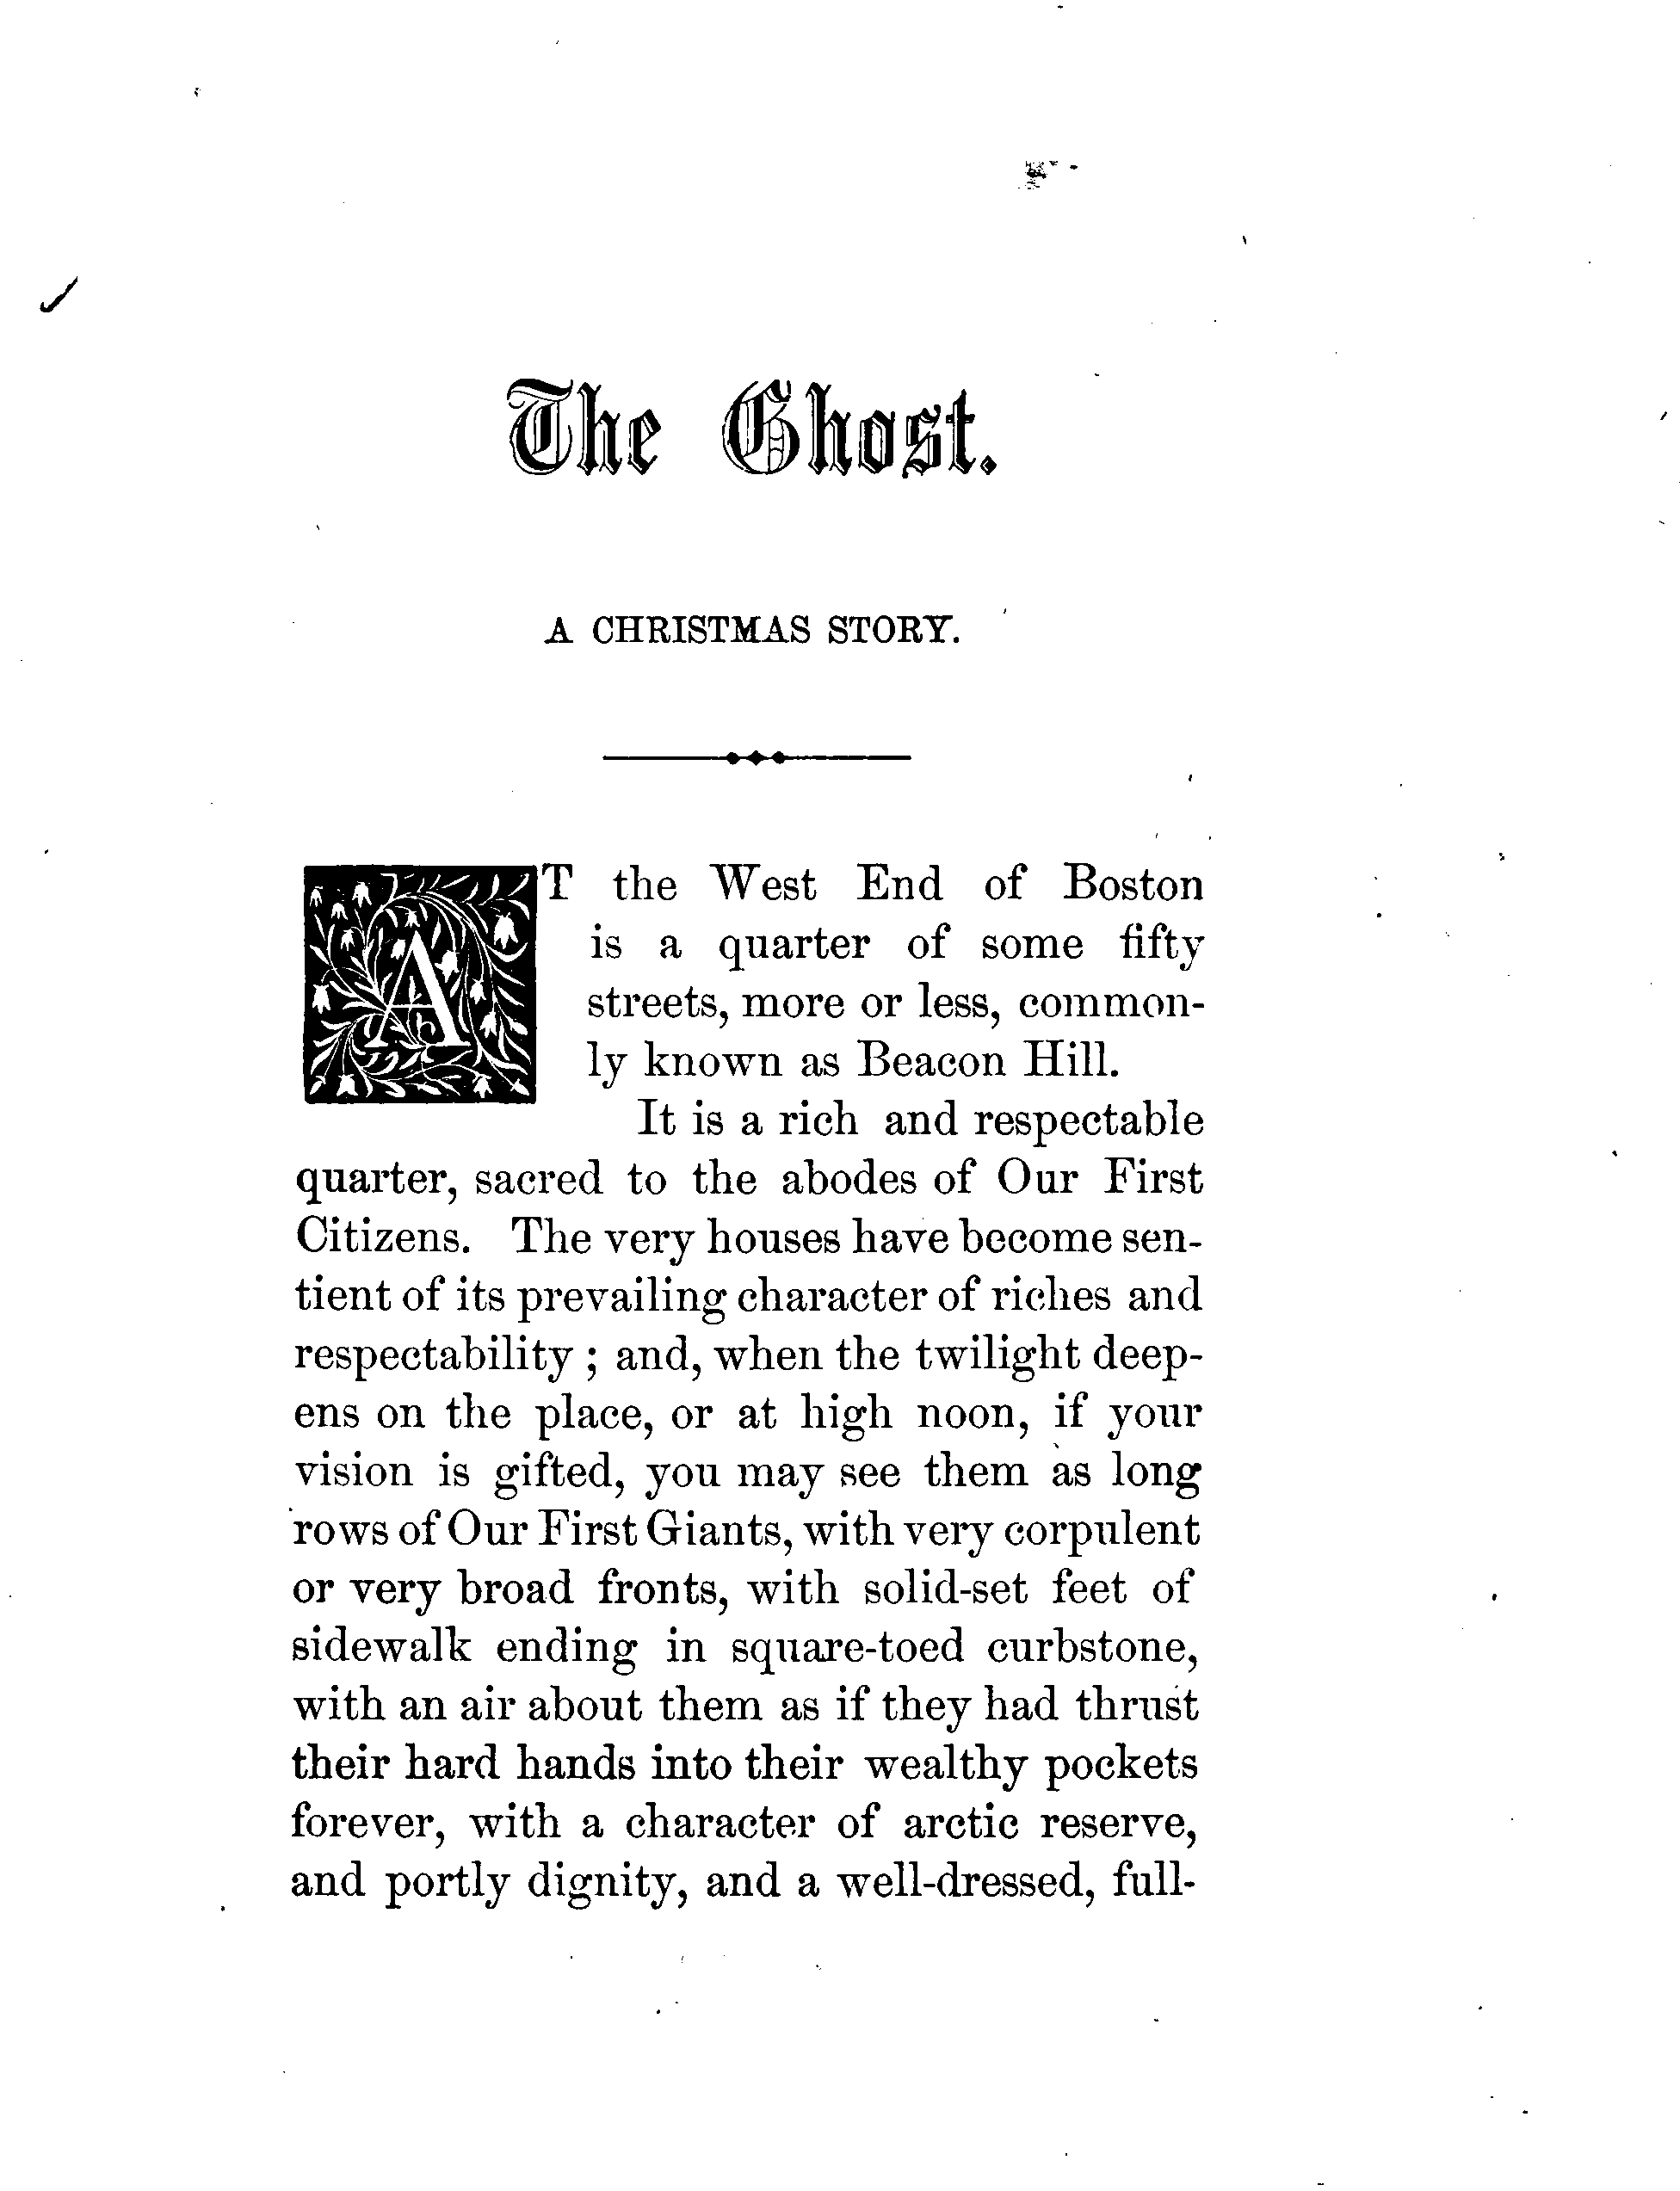 The Ghost.
A CHRISTMAS STORY.
AT the West End of Boston
is a quarter of some fifty
streets, more or less, common-
ly known as Beacon Hill.
It is a rich and respectable
quarter, sacred to the abodes of Our First
Citizens. The very houses have become sen-
tient of its prevailing character of riches and
respectability ; and, when the twilight deep-
ens on the place, or at high noon, if your
vision is gifted, you may see them as long
rows of Our First Giants, with very corpulent
or very broad fronts, with solid-set feet of
sidewalk ending in square-toed curbstone,
with an air about them as if they had thrust
their hard hands into their wealthy pockets
forever, with a character of arctic reserve,
and portly dignity, and a well-dressed, full-